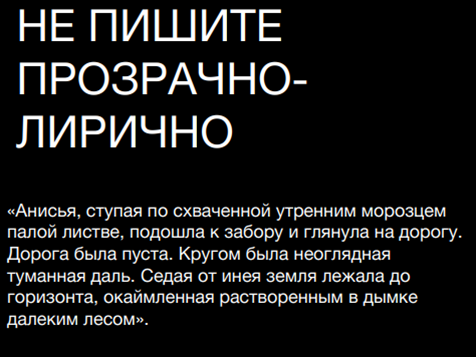 НЕ ПИШИТЕ
ПРОЗРАЧНО-
ЛИРИЧНО
«Анисья, ступая по схваченной утренним морозцем
палой листве, подошла к забору и глянула на дорогу.
Дорога была пуста. Кругом была неоглядная
туманная даль. Седая от инея земля лежала до
горизонта, окаймленная растворенным в дымке
далеким лесом».